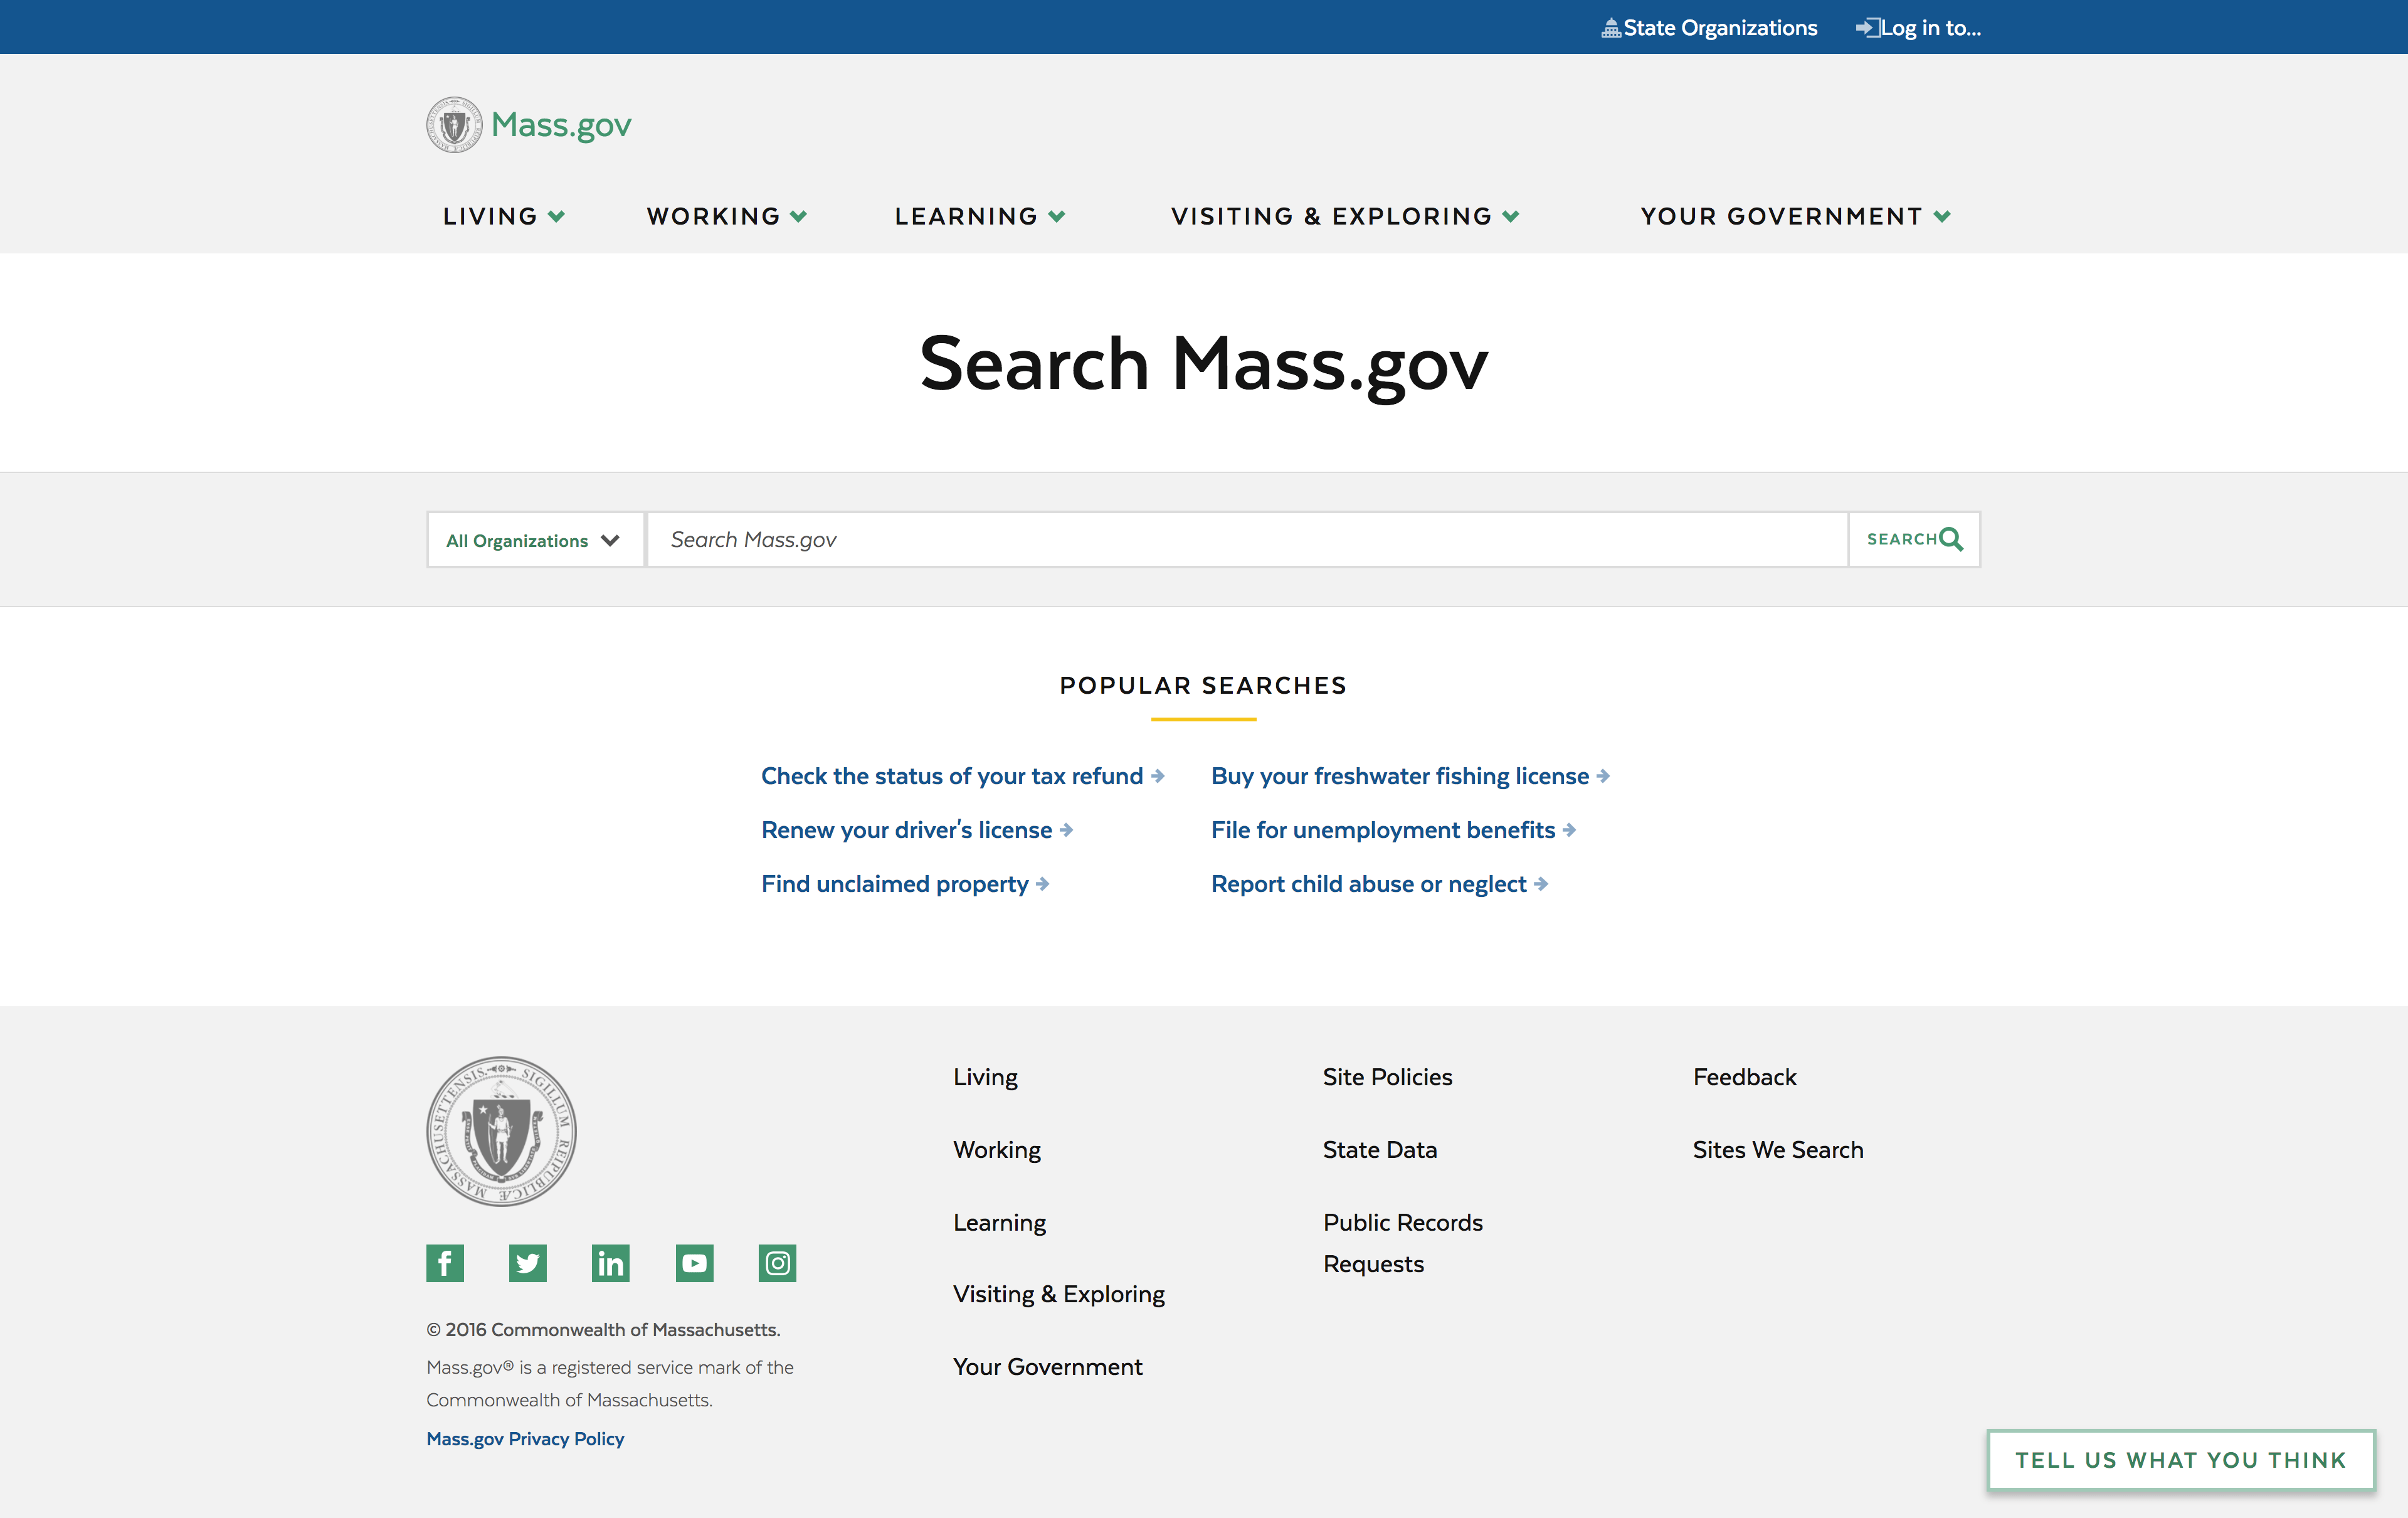 State Organizations
Log in to...
Mass.gov
LIVING
WORKING
LEARNING
VISITING & EXPLORING
YOUR GOVERNMENT
Search Mass.gov
All Organizations
Search Mass.gov
SEARCH
POPULAR SEARCHES
Check the status of your tax refund
Buy your freshwater fishing license
Renew your driver's license
File for unemployment benefits
Find unclaimed property
Report child abuse or neglect
SIGILLUM REIPUBLICÆ MASSACHUSETTENSIS
© 2016 Commonwealth of Massachusetts.
Mass.gov® is a registered service mark of the
Commonwealth of Massachusetts.
Mass.gov Privacy Policy
Living
Working
Learning
Visiting & Exploring
Your Government
Site Policies
State Data
Public Records
Requests
Feedback
Sites We Search
TELL US WHAT YOU THINK